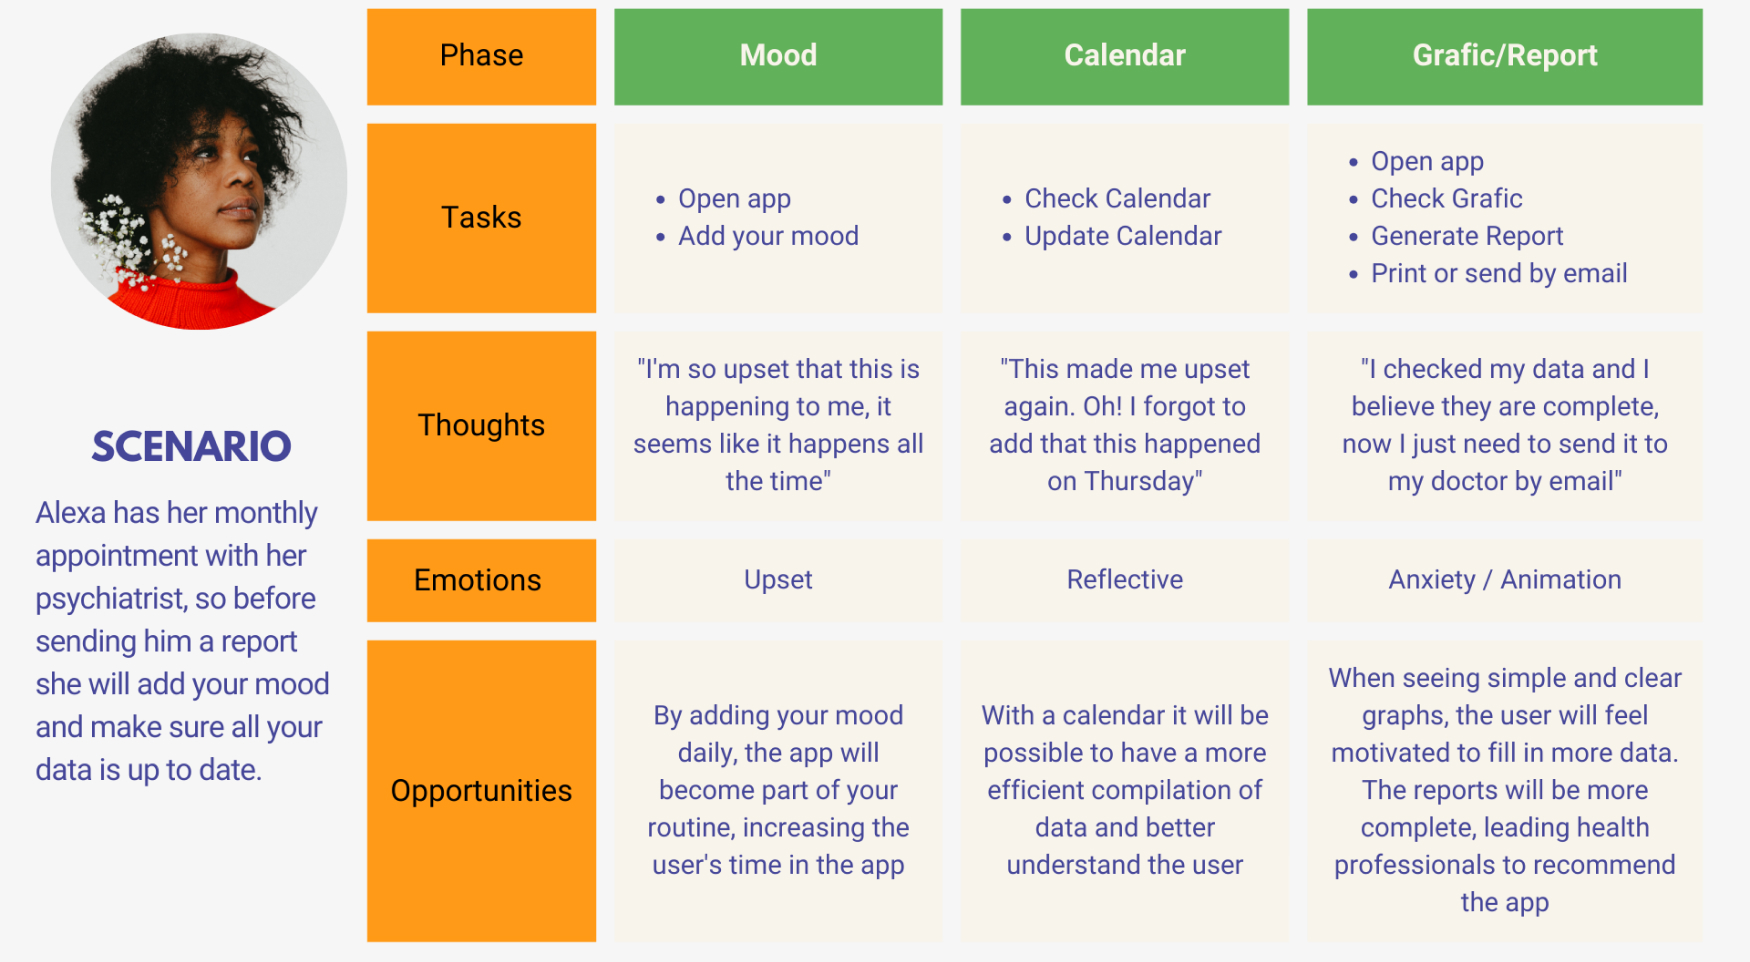 Phase
Mood
Calendar
Grafic/Report
Tasks
• Open app
• Add your mood
• Check Calendar
• Update Calendar
• Open app
• Check Grafic
• Generate Report
• Print or send by email
Thoughts
"I'm so upset that this is
happening to me, it
seems like it happens all
the time"
"This made me upset
again. Oh! I forgot to
add that this happened
on Thursday"
"I checked my data and I
believe they are complete,
now I just need to send it to
my doctor by email"
Emotions
Upset
Reflective
Anxiety / Animation
Opportunities
By adding your mood
daily, the app will
become part of your
routine, increasing the
user's time in the app
With a calendar it will be
possible to have a more
efficient compilation of
data and better
understand the user
When seeing simple and clear
graphs, the user will feel
motivated to fill in more data.
The reports will be more
complete, leading health
professionals to recommend
the app
SCENARIO
Alexa has her monthly
appointment with her
psychiatrist, so before
sending him a report
she will add your mood
and make sure all your
data is up to date.